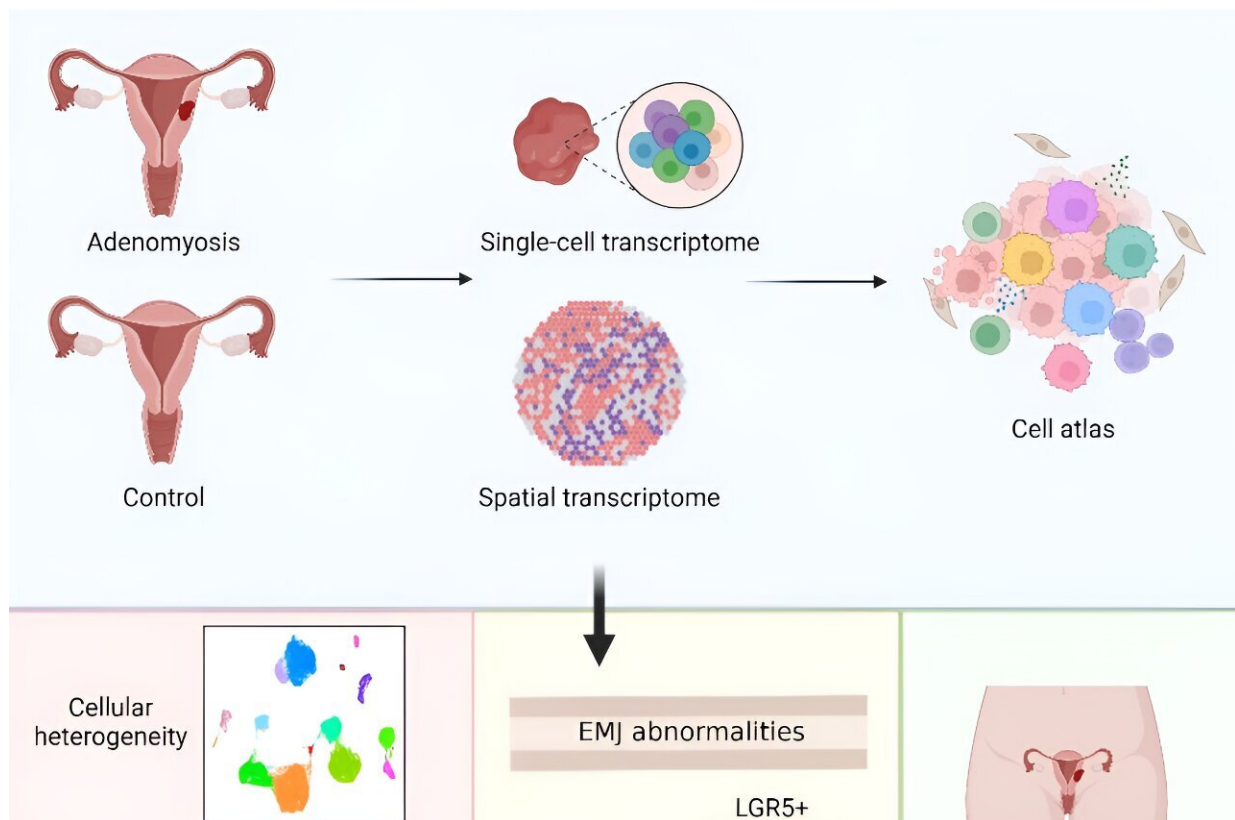 Adenomyosis
Single-cell transcriptome
Control
Spatial transcriptome
Cell atlas
Cellular
heterogeneity
EMJ abnormalities
LGR5+